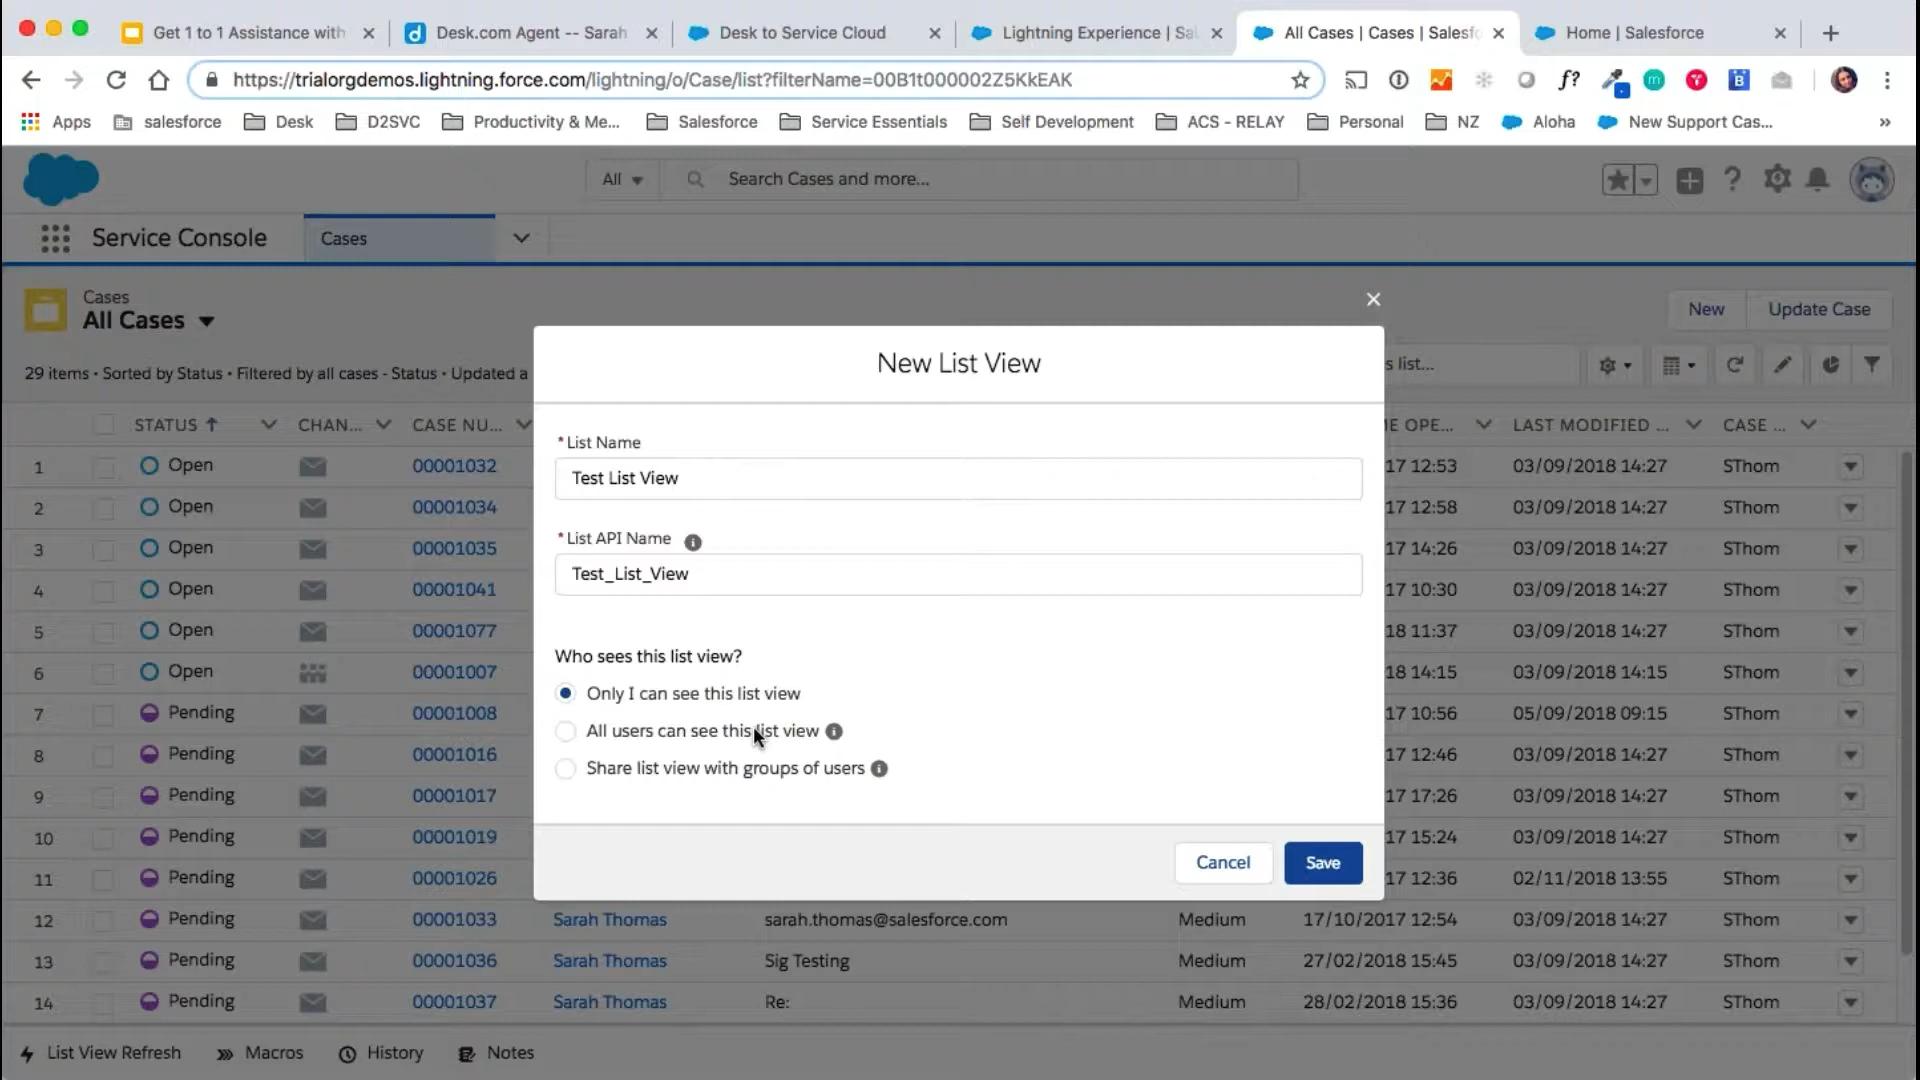 Get 1 to 1 Assistance with
Desk.com Agent -- Sarah
Desk to Service Cloud
Lightning Experience | Sal
All Cases | Cases | Salesfo
Home | Salesforce
https://trialorgdemos.lightning.force.com/lightning/o/Case/list?filterName=00B1t000002Z5KkEAK
Apps
salesforce
Desk
D2SVC
Productivity & Me...
Salesforce
Service Essentials
Self Development
ACS - RELAY
Personal
NZ
Aloha
New Support Cas...
»
All
Search Cases and more...
Service Console
Cases
Cases
All Cases
New
Update Case
29 items • Sorted by Status • Filtered by all cases - Status • Updated a
s list...
STATUS CHAN... CASE NU... E OPE... LAST MODIFIED ... CASE ...
1 Open 00001032 17 12:53 03/09/2018 14:27 SThom
2 Open 00001034 17 12:58 03/09/2018 14:27 SThom
3 Open 00001035 17 14:26 03/09/2018 14:27 SThom
4 Open 00001041 17 10:30 03/09/2018 14:27 SThom
5 Open 00001077 18 11:37 03/09/2018 14:27 SThom
6 Open 00001007 18 14:15 03/09/2018 14:15 SThom
7 Pending 00001008 17 10:56 05/09/2018 09:15 SThom
8 Pending 00001016 17 12:46 03/09/2018 14:27 SThom
9 Pending 00001017 17 17:26 03/09/2018 14:27 SThom
10 Pending 00001019 17 15:24 03/09/2018 14:27 SThom
11 Pending 00001026 17 12:36 02/11/2018 13:55 SThom
12 Pending 00001033 Sarah Thomas sarah.thomas@salesforce.com Medium 17/10/2017 12:54 03/09/2018 14:27 SThom
13 Pending 00001036 Sarah Thomas Sig Testing Medium 27/02/2018 15:45 03/09/2018 14:27 SThom
14 Pending 00001037 Sarah Thomas Re: Medium 28/02/2018 15:36 03/09/2018 14:27 SThom
New List View
*List Name
Test List View
*List API Name
Test_List_View
Who sees this list view?
Only I can see this list view
All users can see this list view
Share list view with groups of users
Cancel
Save
List View Refresh
Macros
History
Notes